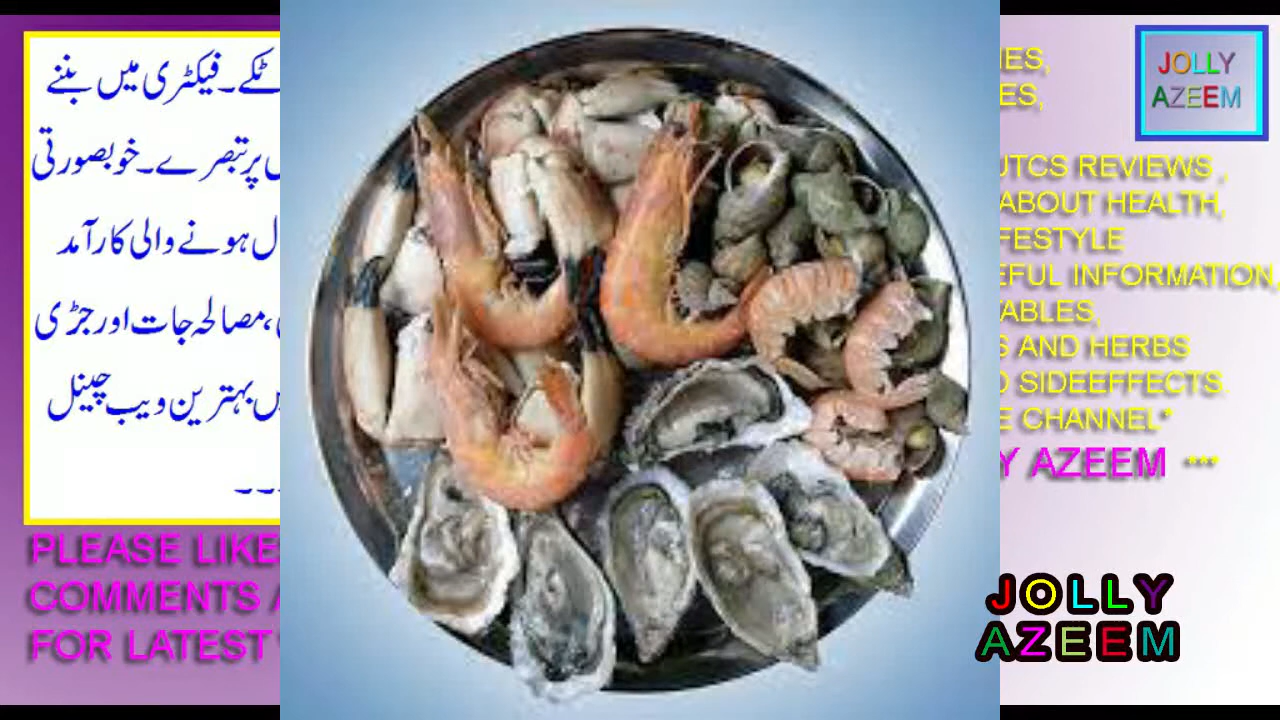 ٹکے۔ فیکٹری میں بننے
پر تبصرے۔ خوبصورتی
ہونے والی کارآمد
، مصالحہ جات اور جڑی
بہترین ویب چینل
۔۔۔
PLEASE LIKE
COMMENTS
FOR LATEST
JOLLY
AZEEM
IES,
ES,
UTCS REVIEWS,
ABOUT HEALTH,
FESTYLE
EFUL INFORMATION,
TABLES,
S AND HERBS
SIDEEFFECTS.
E CHANNEL*
Y AZEEM ***
JOLLY
AZEEM